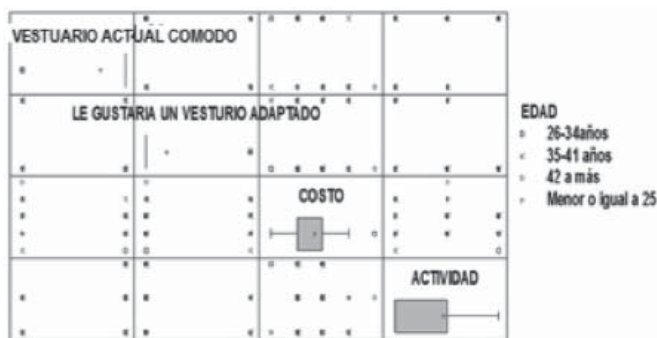 VESTUARIO ACTUAL COMODO
LE GUSTARIA UN VESTURIO ADAPTADO
COSTO
ACTIVIDAD
EDAD
26-34años
35-41 años
42 a más
Menor o igual a 25